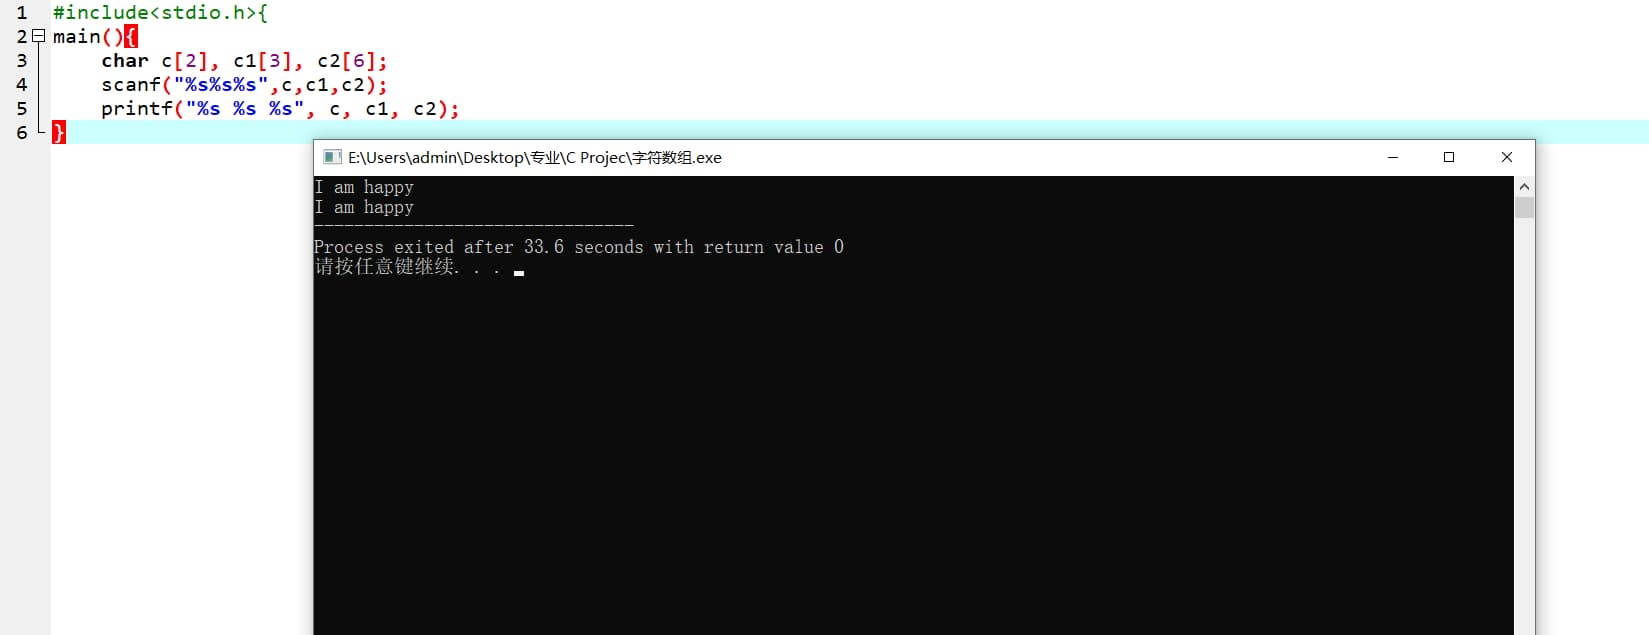 1 #include<stdio.h>{
2 main(){
3 char c[2], c1[3], c2[6];
4 scanf("%s%s%s",c,c1,c2);
5 printf("%s %s %s", c, c1, c2);
6 }
E:\Users\admin\Desktop\专业\C Projec\字符数组.exe
I am happy
I am happy
--------------------------------
Process exited after 33.6 seconds with return value 0
请按任意键继续. . .